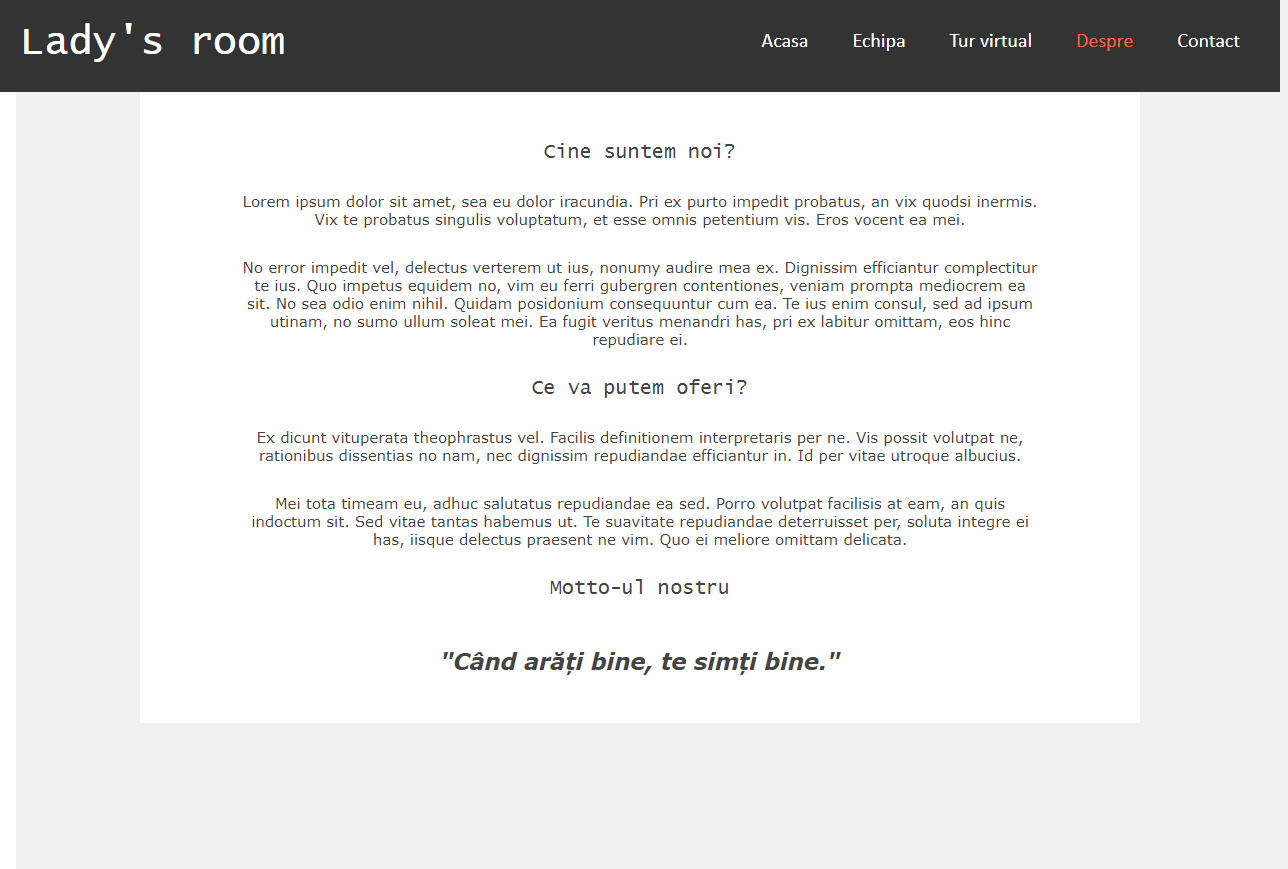 Lady's room
Acasa Echipa Tur virtual Despre Contact
Cine suntem noi?
Lorem ipsum dolor sit amet, sea eu dolor iracundia. Pri ex purto impedit probatus, an vix quodsi inermis.
Vix te probatus singulis voluptatum, et esse omnis petentium vis. Eros vocent ea mei.
No error impedit vel, delectus verterem ut ius, nonumy audire mea ex. Dignissim efficiantur complectitur
te ius. Quo impetus equidem no, vim eu ferri gubergren contentiones, veniam prompta mediocrem ea
sit. No sea odio enim nihil. Quidam posidonium consequuntur cum ea. Te ius enim consul, sed ad ipsum
utinam, no sumo ullum soleat mei. Ea fugit veritus menandri has, pri ex labitur omittam, eos hinc
repudiare ei.
Ce va putem oferi?
Ex dicunt vituperata theophrastus vel. Facilis definitionem interpretaris per ne. Vis possit volutpat ne,
rationibus dissentias no nam, nec dignissim repudiandae efficiantur in. Id per vitae utroque albucius.
Mei tota timeam eu, adhuc salutatus repudiandae ea sed. Porro volutpat facilisis at eam, an quis
indoctum sit. Sed vitae tantas habemus ut. Te suavitate repudiandae deterruisset per, soluta integre ei
has, iisque delectus praesent ne vim. Quo ei meliore omittam delicata.
Motto-ul nostru
"Când arăți bine, te simți bine."